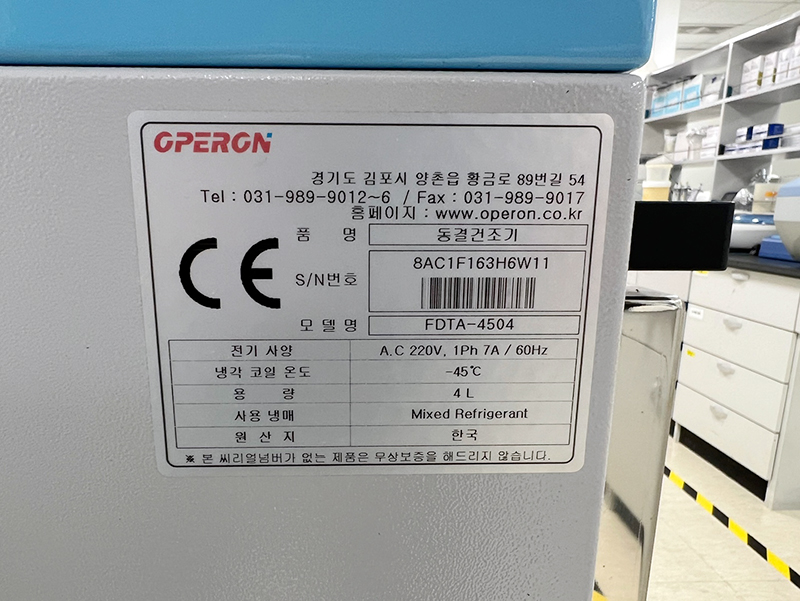 OPERON
경기도 김포시 양촌읍 황금로 89번길 54
Tel : 031-989-9012~6 / Fax : 031-989-9017
홈페이지 : www.operon.co.kr
CE
품 명 동결건조기
S/N번호 8AC1F163H6W11
모 델 명 FDTA-4504
전기 사양 A.C 220V, 1Ph 7A / 60Hz
냉각 코일 온도 -45℃
용 량 4 L
사용 냉매 Mixed Refrigerant
원 산 지 한국
※ 본 씨리얼넘버가 없는 제품은 무상보증을 해드리지 않습니다.